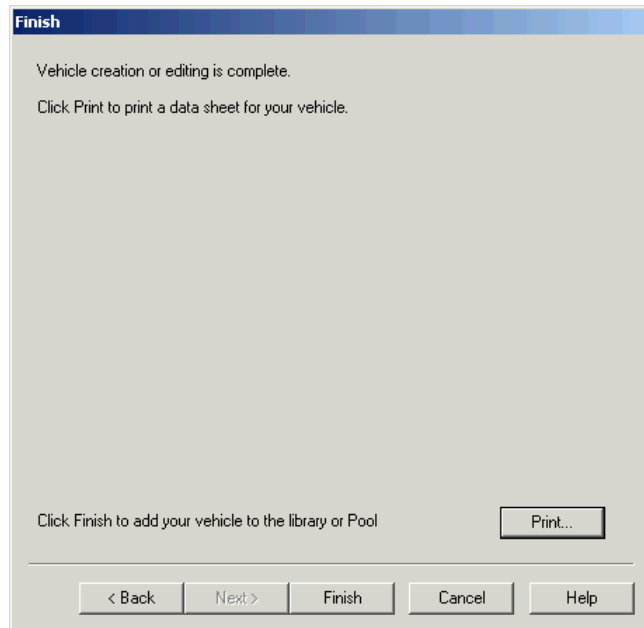 Finish
Vehicle creation or editing is complete.
Click Print to print a data sheet for your vehicle.
Click Finish to add your vehicle to the library or Pool
Print...
< Back
Next >
Finish
Cancel
Help